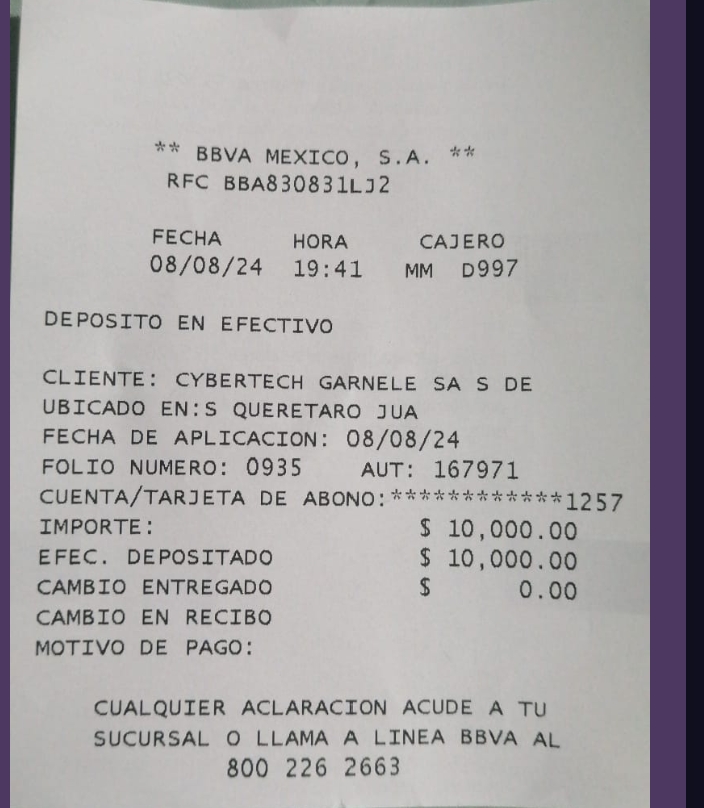 ** BBVA MEXICO, S.A. **
RFC BBA830831LJ2
FECHA HORA CAJERO
08/08/24 19:41 MM D997
DEPOSITO EN EFECTIVO
CLIENTE: CYBERTECH GARNELE SA S DE
UBICADO EN:S QUERETARO JUA
FECHA DE APLICACION: 08/08/24
FOLIO NUMERO: 0935 AUT: 167971
CUENTA/TARJETA DE ABONO:************1257
IMPORTE: $ 10,000.00
EFEC. DEPOSITADO $ 10,000.00
CAMBIO ENTREGADO $ 0.00
CAMBIO EN RECIBO
MOTIVO DE PAGO:
CUALQUIER ACLARACION ACUDE A TU
SUCURSAL O LLAMA A LINEA BBVA AL
800 226 2663